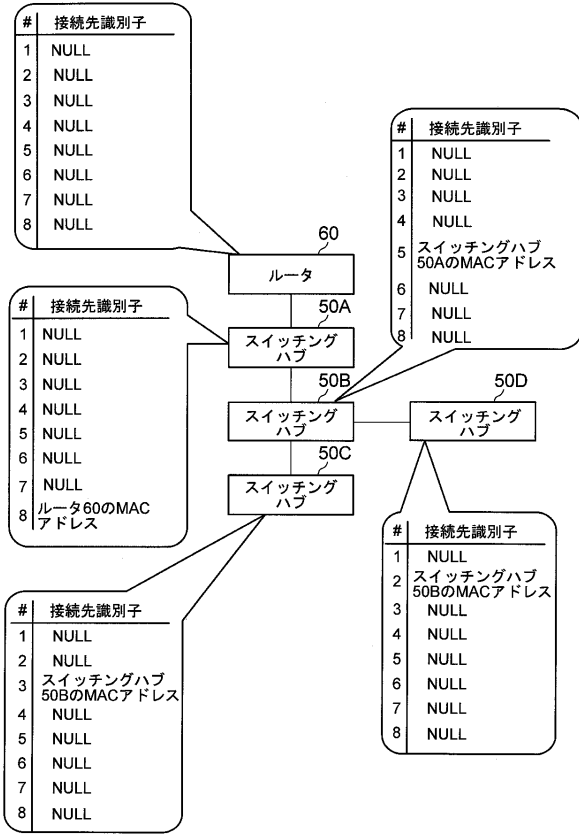 # 接続先識別子
1 NULL
2 NULL
3 NULL
4 NULL
5 NULL
6 NULL
7 NULL
8 NULL
# 接続先識別子
1 NULL
2 NULL
3 NULL
4 NULL
5 スイッチングハブ
50AのMACアドレス
6 NULL
7 NULL
8 NULL
60
ルータ
50A
スイッチング
ハブ
50B
スイッチング
ハブ
50D
スイッチング
ハブ
50C
スイッチング
ハブ
# 接続先識別子
1 NULL
2 NULL
3 NULL
4 NULL
5 NULL
6 NULL
7 NULL
8 ルータ60のMAC
アドレス
# 接続先識別子
1 NULL
2 スイッチングハブ
50BのMACアドレス
3 NULL
4 NULL
5 NULL
6 NULL
7 NULL
8 NULL
# 接続先識別子
1 NULL
2 NULL
3 スイッチングハブ
50BのMACアドレス
4 NULL
5 NULL
6 NULL
7 NULL
8 NULL